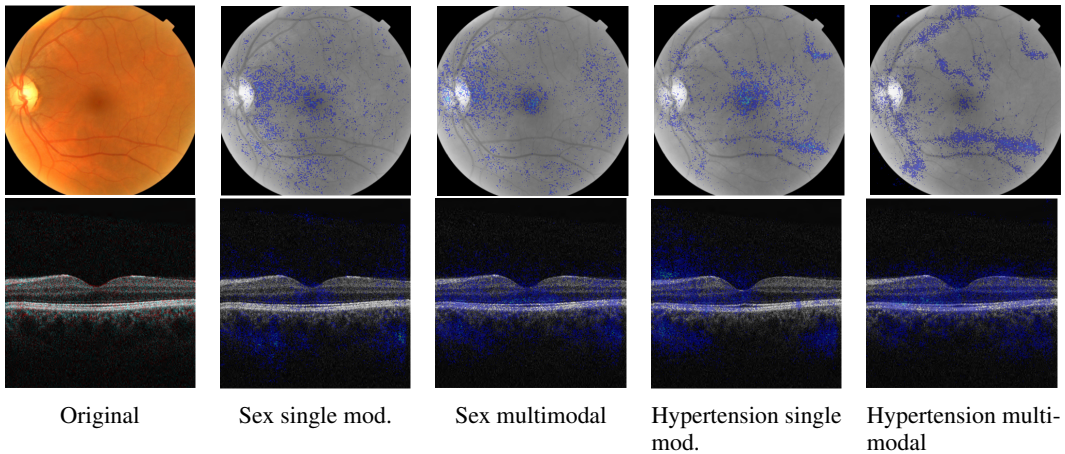 Original
Sex single mod.
Sex multimodal
Hypertension single
mod.
Hypertension multi-
modal